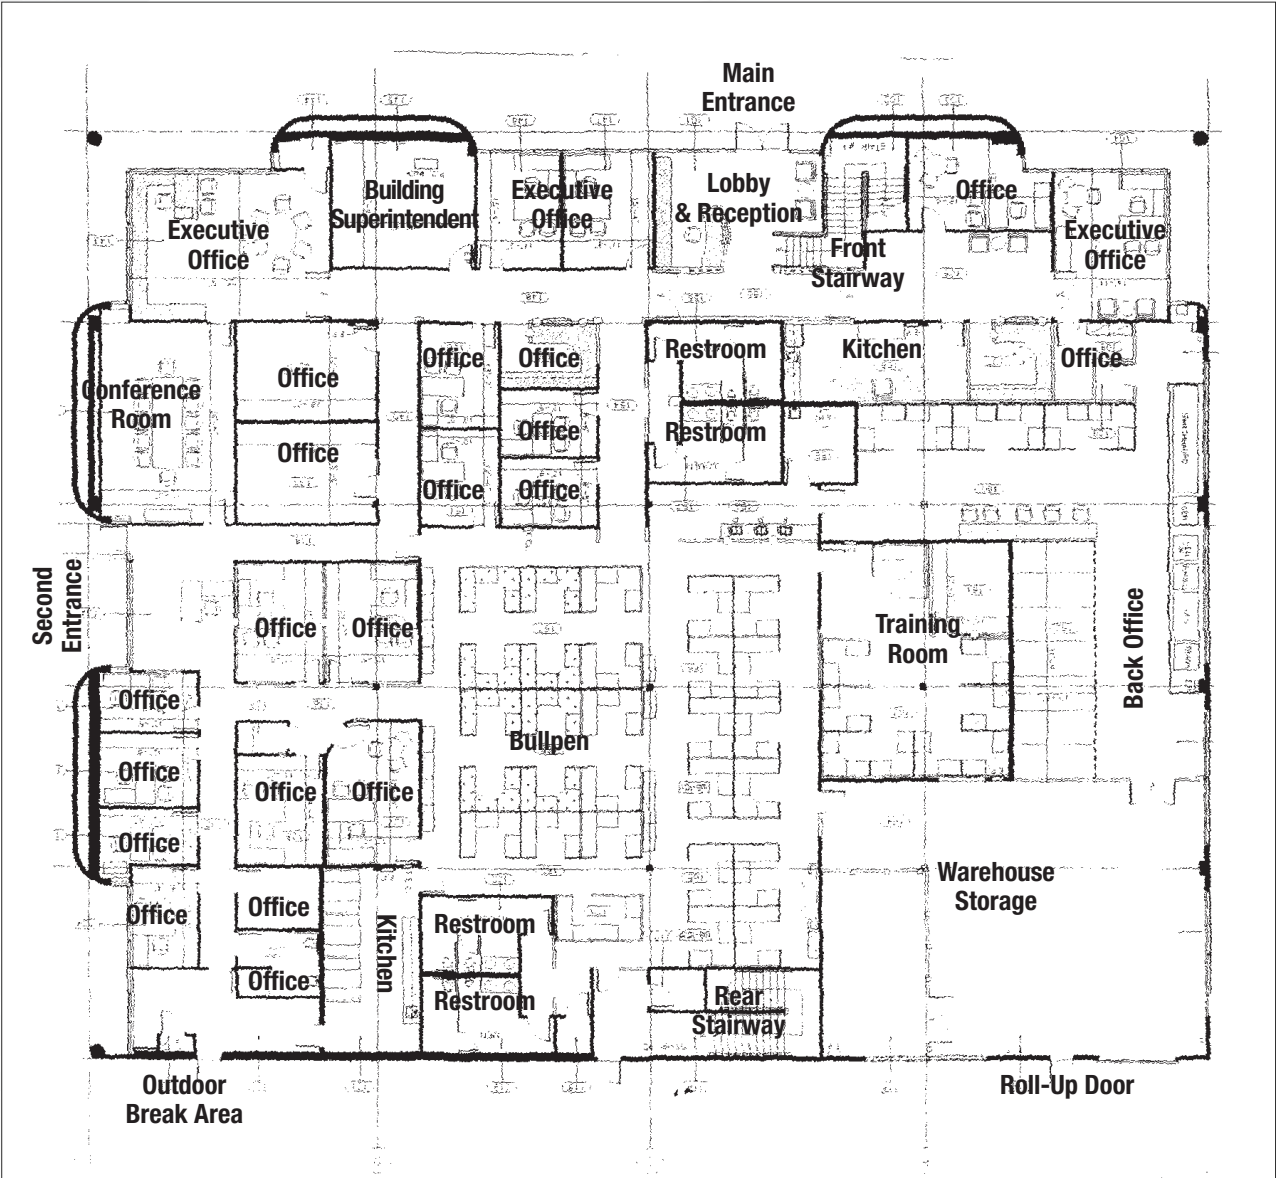 Main
Entrance
Building
Superintendent
Executive
Office
Lobby
& Reception
Office
Executive
Office
Executive
Office
Front
Stairway
Office
Office
Restroom
Kitchen
Office
Conference
Room
Office
Office
Restroom
Office
Office
Office
Second
Entrance
Office
Office
Training
Room
Back Office
Office
Bullpen
Office
Office
Office
Office
Office
Office
Office
Kitchen
Restroom
Warehouse
Storage
Office
Restroom
Rear
Stairway
Outdoor
Break Area
Roll-Up Door